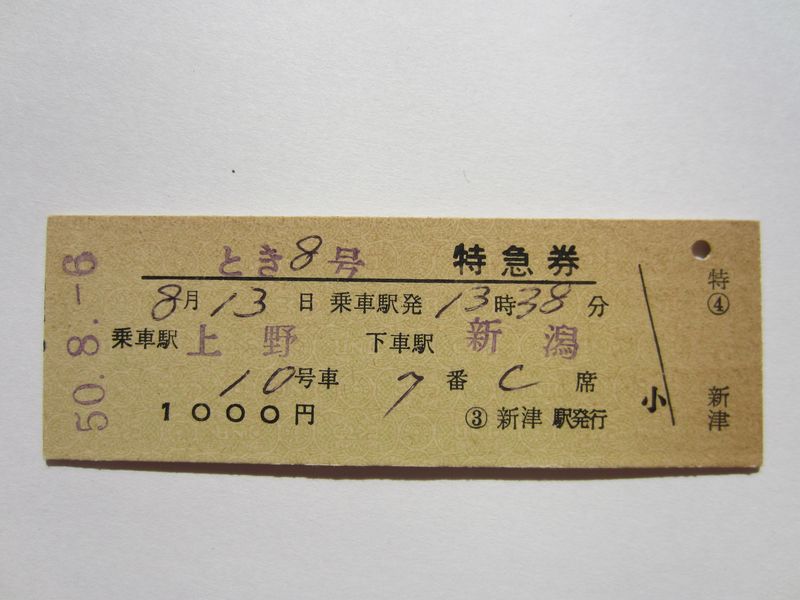 とき8号 特急券
8月13日 乗車駅発 13時38分
乗車駅 上野 下車駅 新潟
10号車 7番 C席
1000円 ③ 新津 駅発行
50.8.-6
小
特
④
新津